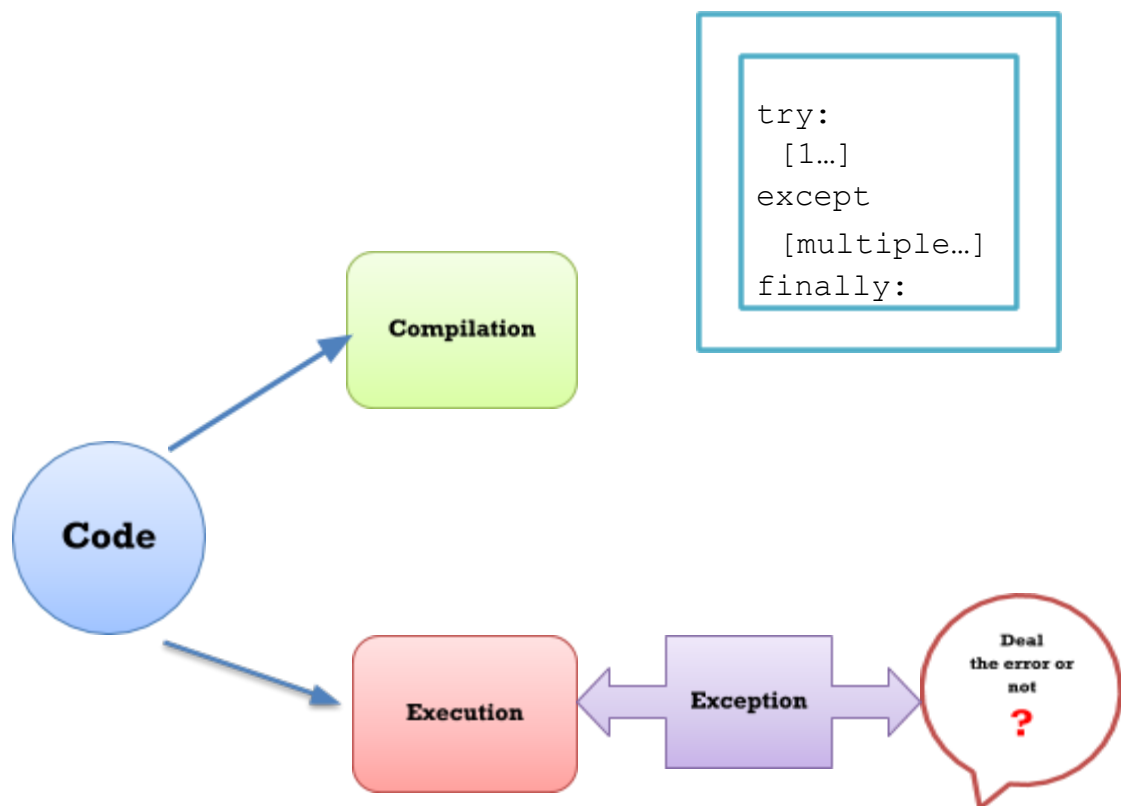 try:
[1…]
except
[multiple…]
finally:
Compilation
Code
Execution
Exception
Deal
the error or
not
?